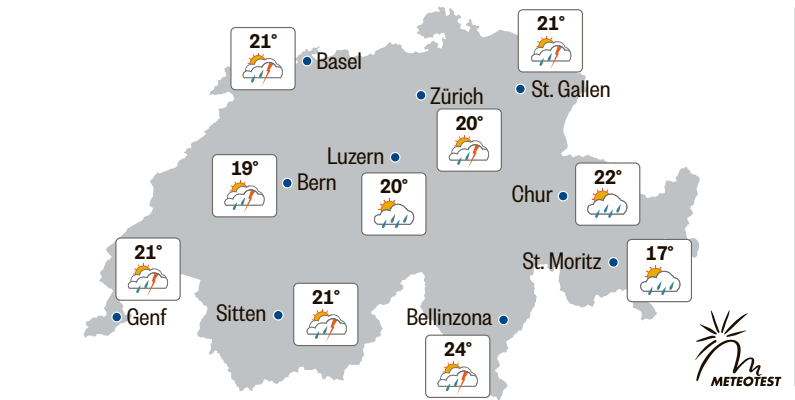 21°
21°
Basel
St. Gallen
Zürich
20°
Luzern
19°
Bern
20°
22°
Chur
21°
St. Moritz
17°
Genf
Sitten
21°
Bellinzona
24°
METEOTEST